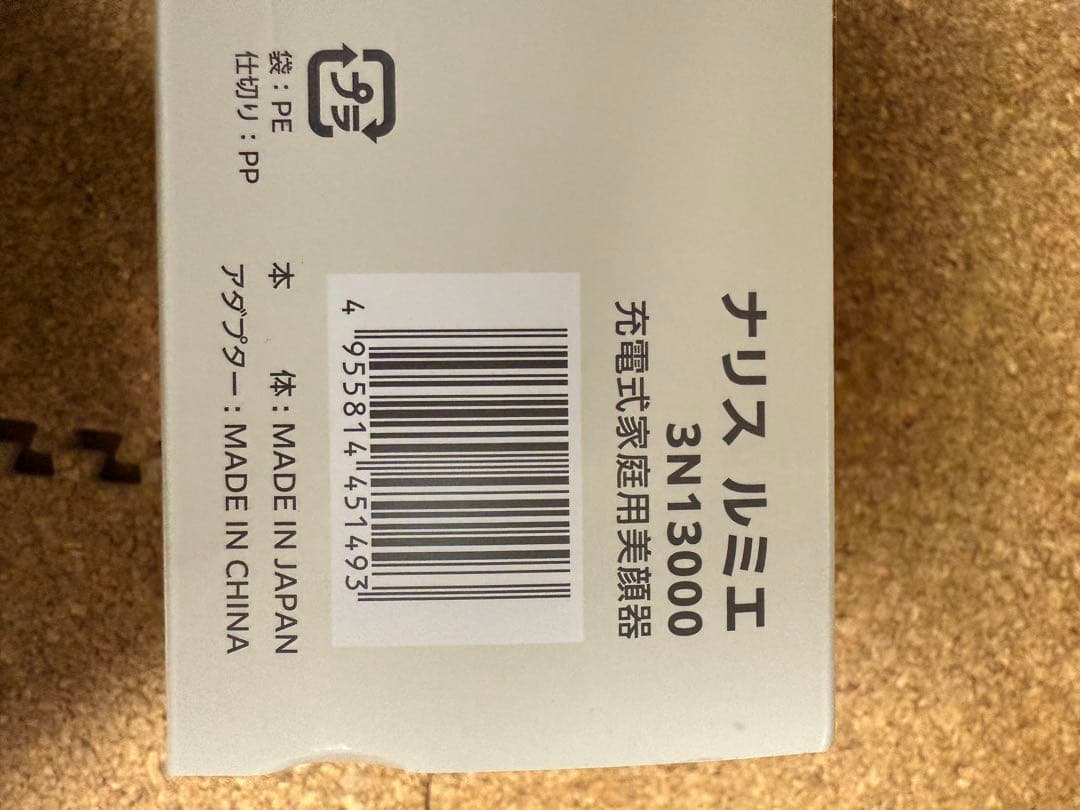 ナリス ルミエ
3N13000
充電式家庭用美顔器
4 955814 451493
プラ
袋：PE
仕切り：PP
本　体：MADE IN JAPAN
アダプター：MADE IN CHINA